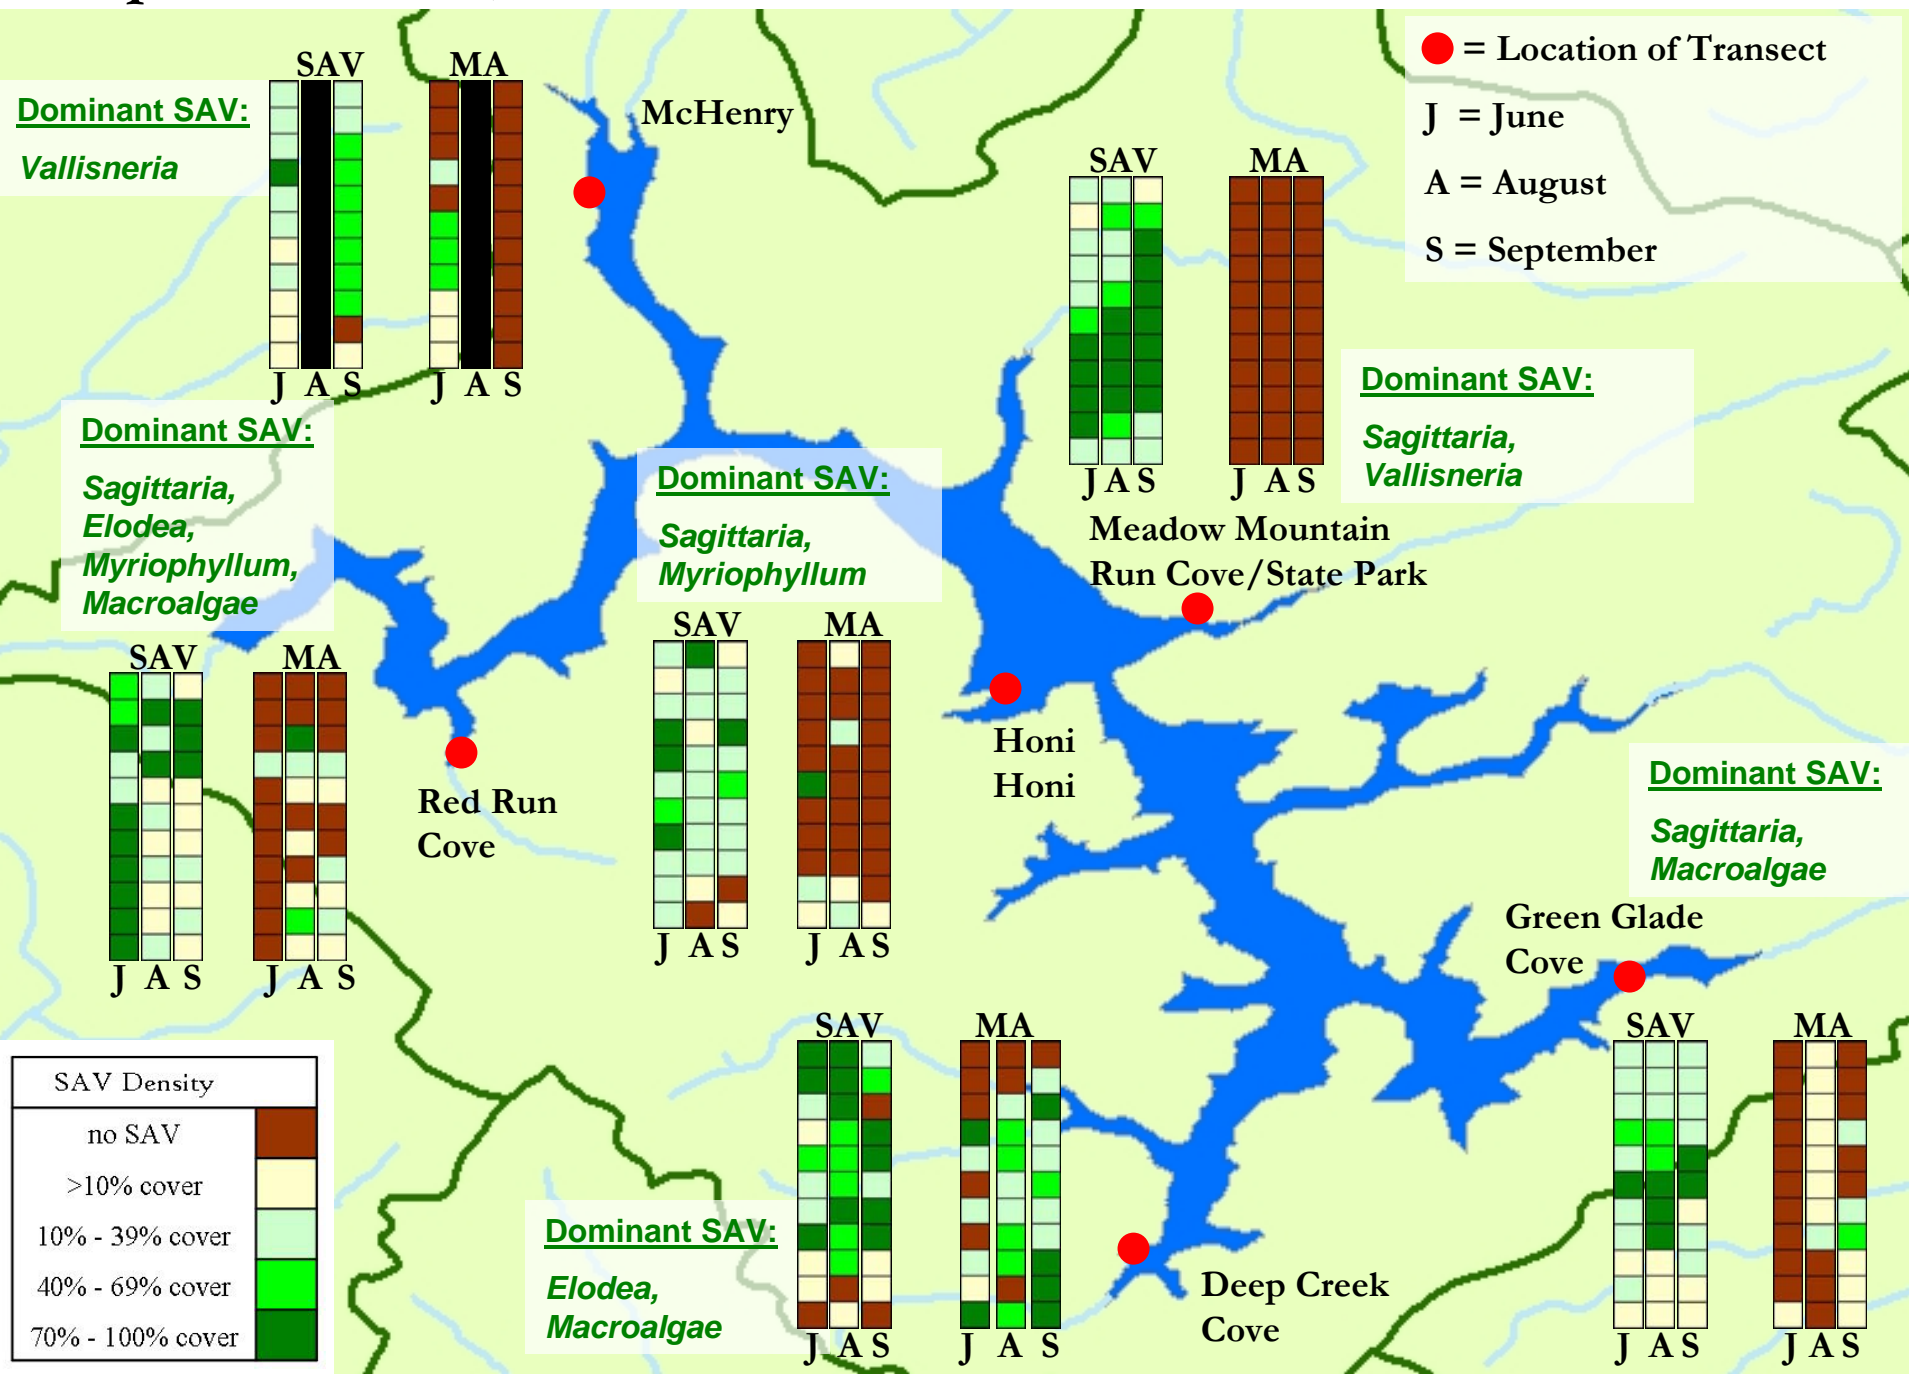 SAV MA
Dominant SAV:
Vallisneria
J A S J A S
McHenry
= Location of Transect
J = June
A = August
S = September
SAV MA
J A S J A S
Meadow Mountain
Run Cove/State Park
Dominant SAV:
Sagittaria,
Vallisneria
Dominant SAV:
Sagittaria,
Elodea,
Myriophyllum,
Macroalgae
SAV MA
J A S J A S
Red Run
Cove
Dominant SAV:
Sagittaria,
Myriophyllum
SAV MA
J A S J A S
Honi
Honi
Dominant SAV:
Sagittaria,
Macroalgae
Green Glade
Cove
SAV MA
J A S J A S
SAV MA
J A S J A S
Dominant SAV:
Elodea,
Macroalgae
Deep Creek
Cove
SAV Density
no SAV
>10% cover
10% - 39% cover
40% - 69% cover
70% - 100% cover